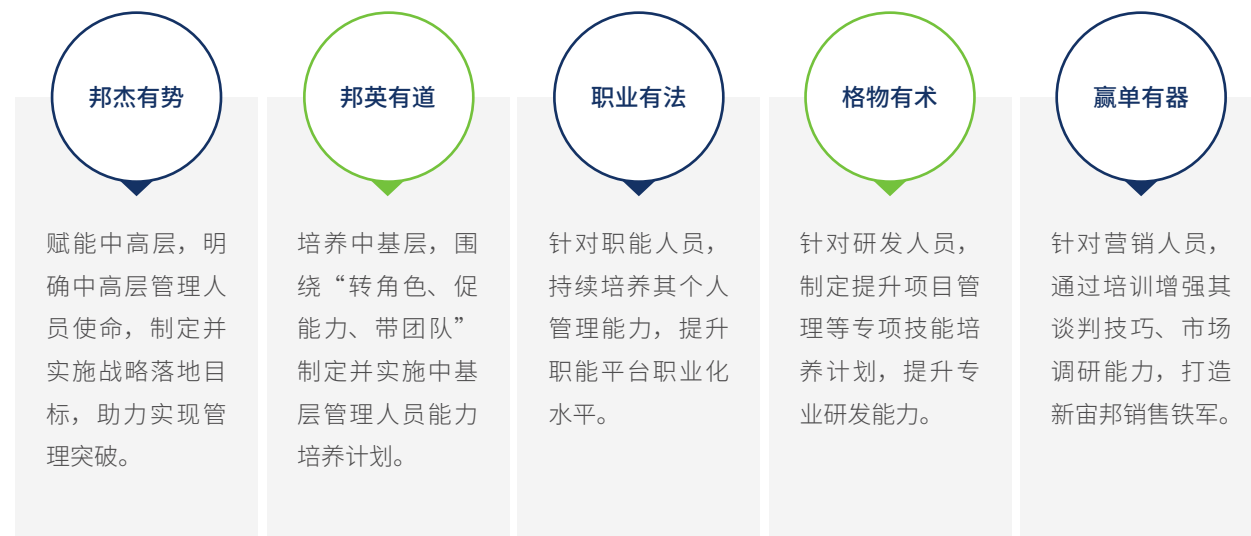 邦杰有势
赋能中高层，明
确中高层管理人
员使命，制定并
实施战略落地目
标，助力实现管
理突破。
邦英有道
培养中基层，围
绕“转角色、促
能力、带团队”
制定并实施中基
层管理人员能力
培养计划。
职业有法
针对职能人员，
持续培养其个人
管理能力，提升
职能平台职业化
水平。
格物有术
针对研发人员，
制定提升项目管
理等专项技能培
养计划，提升专
业研发能力。
赢单有器
针对营销人员，
通过培训增强其
谈判技巧、市场
调研能力，打造
新宙邦销售铁军。